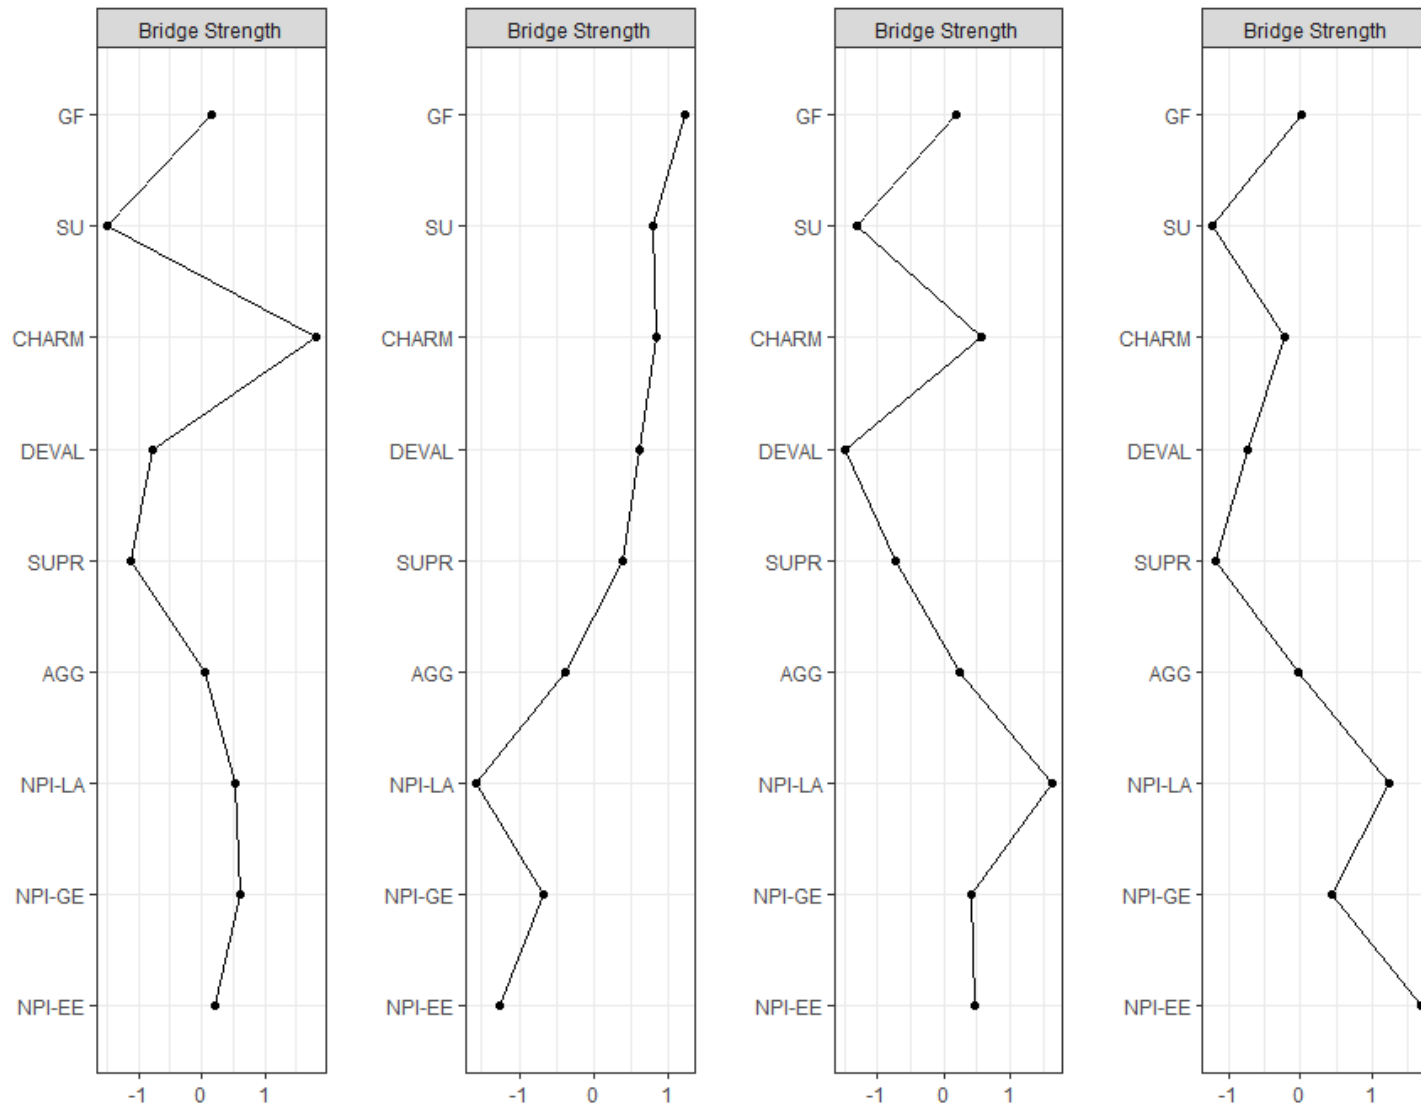 Bridge Strength
GF
SU
CHARM
DEVAL
SUPR
AGG
NPI-LA
NPI-GE
NPI-EE
-1 0 1
Bridge Strength
GF
SU
CHARM
DEVAL
SUPR
AGG
NPI-LA
NPI-GE
NPI-EE
-1 0 1
Bridge Strength
GF
SU
CHARM
DEVAL
SUPR
AGG
NPI-LA
NPI-GE
NPI-EE
-1 0 1
Bridge Strength
GF
SU
CHARM
DEVAL
SUPR
AGG
NPI-LA
NPI-GE
NPI-EE
-1 0 1